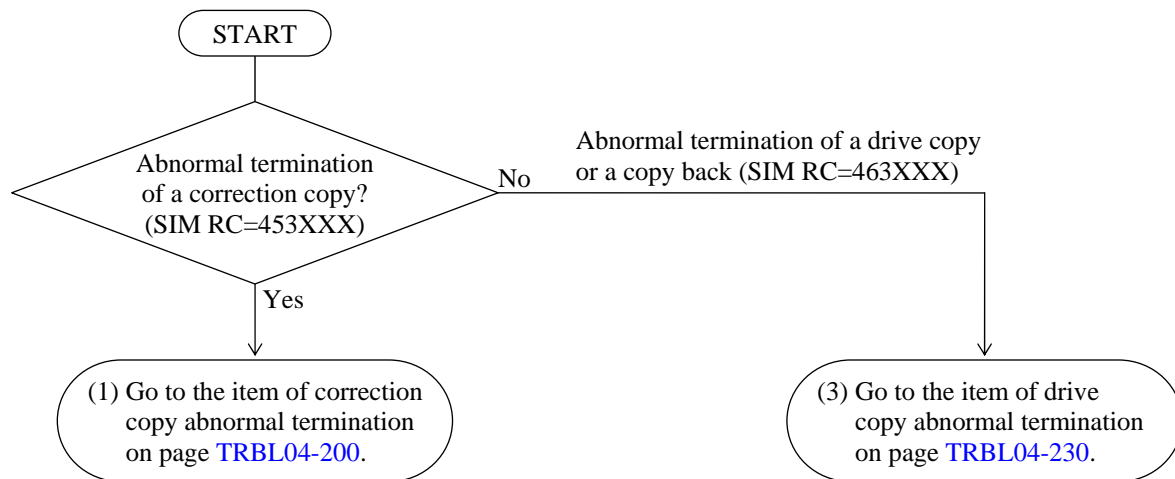 START
Abnormal termination
of a correction copy?
(SIM RC=453XXX)
No
Abnormal termination of a drive copy
or a copy back (SIM RC=463XXX)
Yes
(1) Go to the item of correction
copy abnormal termination
on page TRBL04-200.
(3) Go to the item of drive
copy abnormal termination
on page TRBL04-230.